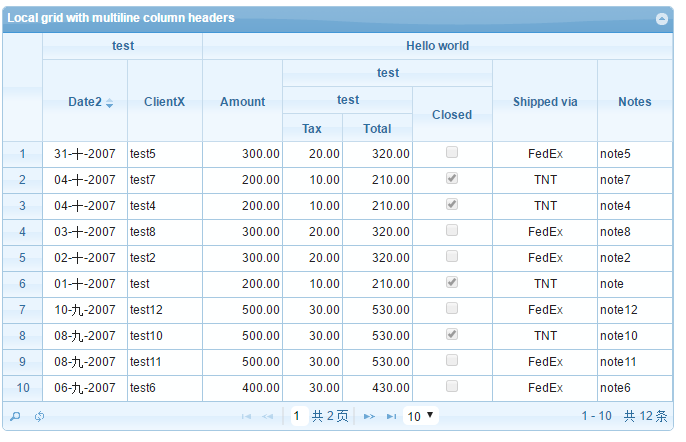 Local grid with multiline column headers
test Hello world
test
Date2 ClientX Amount test Closed Shipped via Notes
Tax Total
1 31-十-2007 test5 300.00 20.00 320.00 FedEx note5
2 04-十-2007 test7 200.00 10.00 210.00 TNT note7
3 04-十-2007 test4 200.00 10.00 210.00 TNT note4
4 03-十-2007 test8 300.00 20.00 320.00 FedEx note8
5 02-十-2007 test2 300.00 20.00 320.00 FedEx note2
6 01-十-2007 test 200.00 10.00 210.00 TNT note
7 10-九-2007 test12 500.00 30.00 530.00 FedEx note12
8 08-九-2007 test10 500.00 30.00 530.00 TNT note10
9 08-九-2007 test11 500.00 30.00 530.00 FedEx note11
10 06-九-2007 test6 400.00 30.00 430.00 FedEx note6
1 共 2 页 10 1 - 10 共 12 条